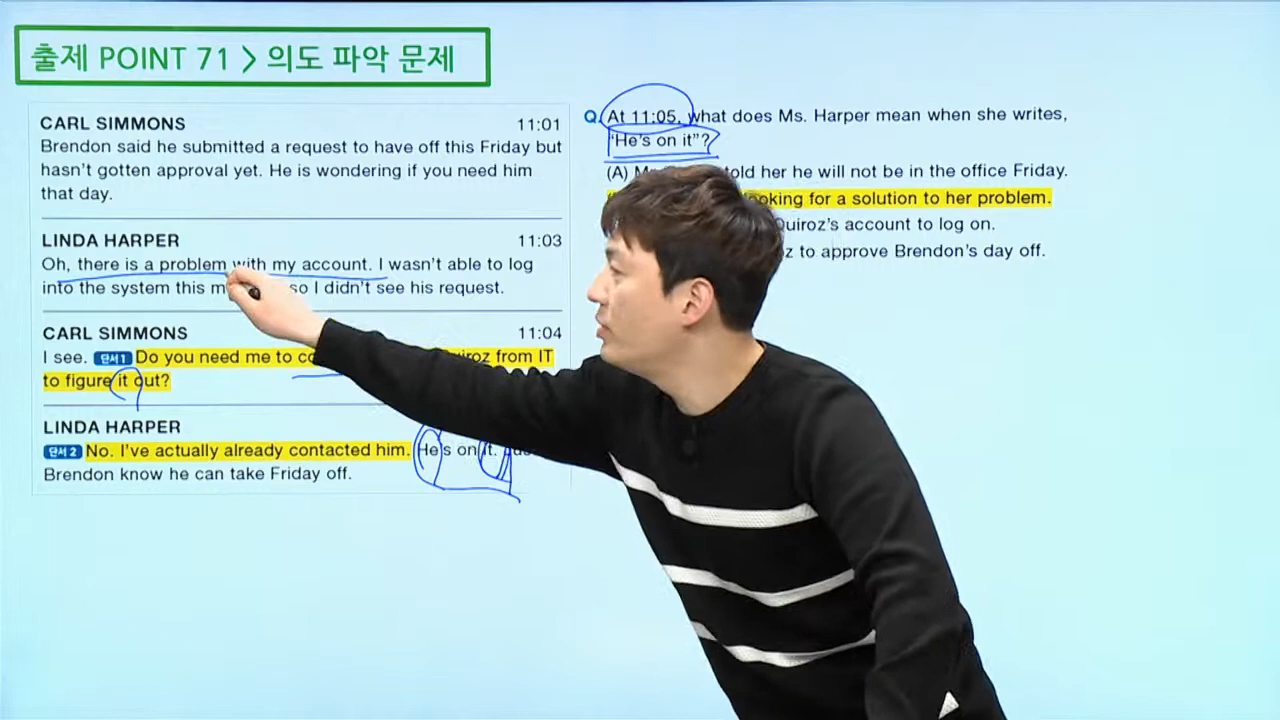 출제 POINT 71 > 의도 파악 문제
CARL SIMMONS 11:01
Brendon said he submitted a request to have off this Friday but
hasn't gotten approval yet. He is wondering if you need him
that day.
LINDA HARPER 11:03
Oh, there is a problem with my account. I wasn't able to log
into the system this so I didn't see his request.
CARL SIMMONS 11:04
I see. 단서 1 Do you need me to from IT
to figure it out?
LINDA HARPER
단서 2 No. I've actually already contacted him. He's on it.
Brendon know he can take Friday off.
Q. At 11:05, what does Ms. Harper mean when she writes,
"He's on it"?
(A) told her he will not be in the office Friday.
looking for a solution to her problem.
Quiroz's account to log on.
to approve Brendon's day off.